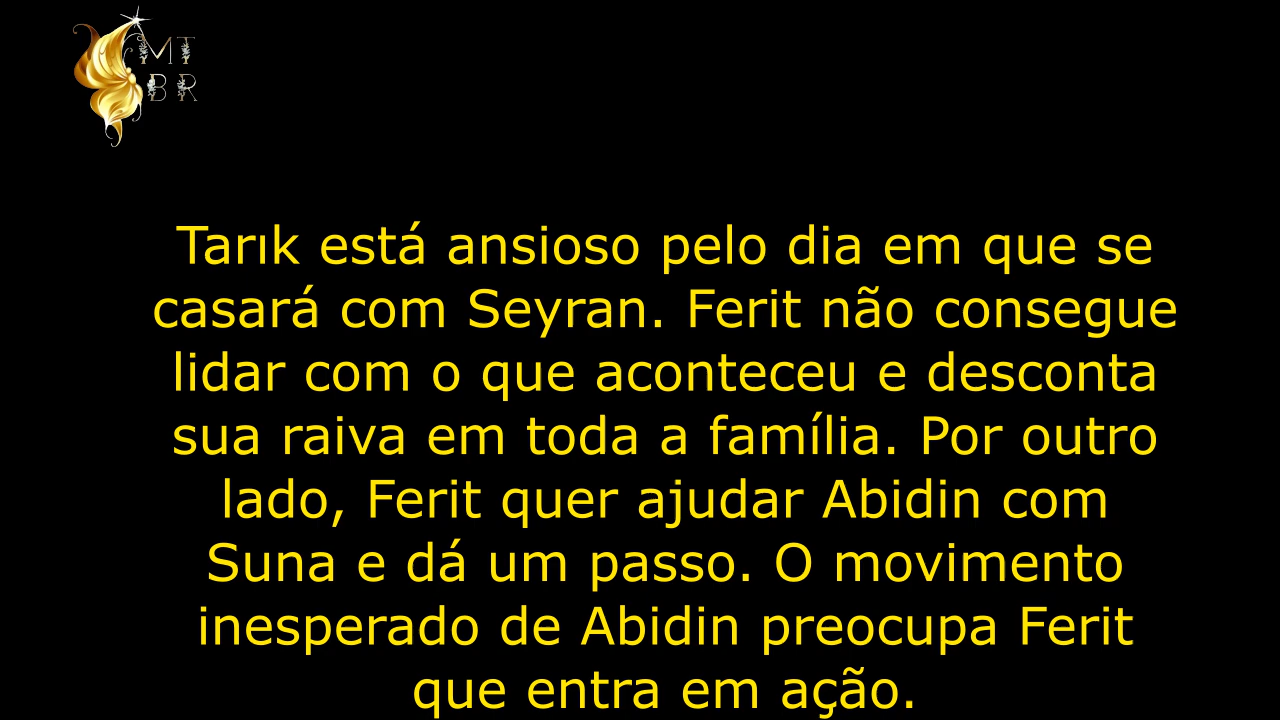 MT
BR
Tarık está ansioso pelo dia em que se
casará com Seyran. Ferit não consegue
lidar com o que aconteceu e desconta
sua raiva em toda a família. Por outro
lado, Ferit quer ajudar Abidin com
Suna e dá um passo. O movimento
inesperado de Abidin preocupa Ferit
que entra em ação.